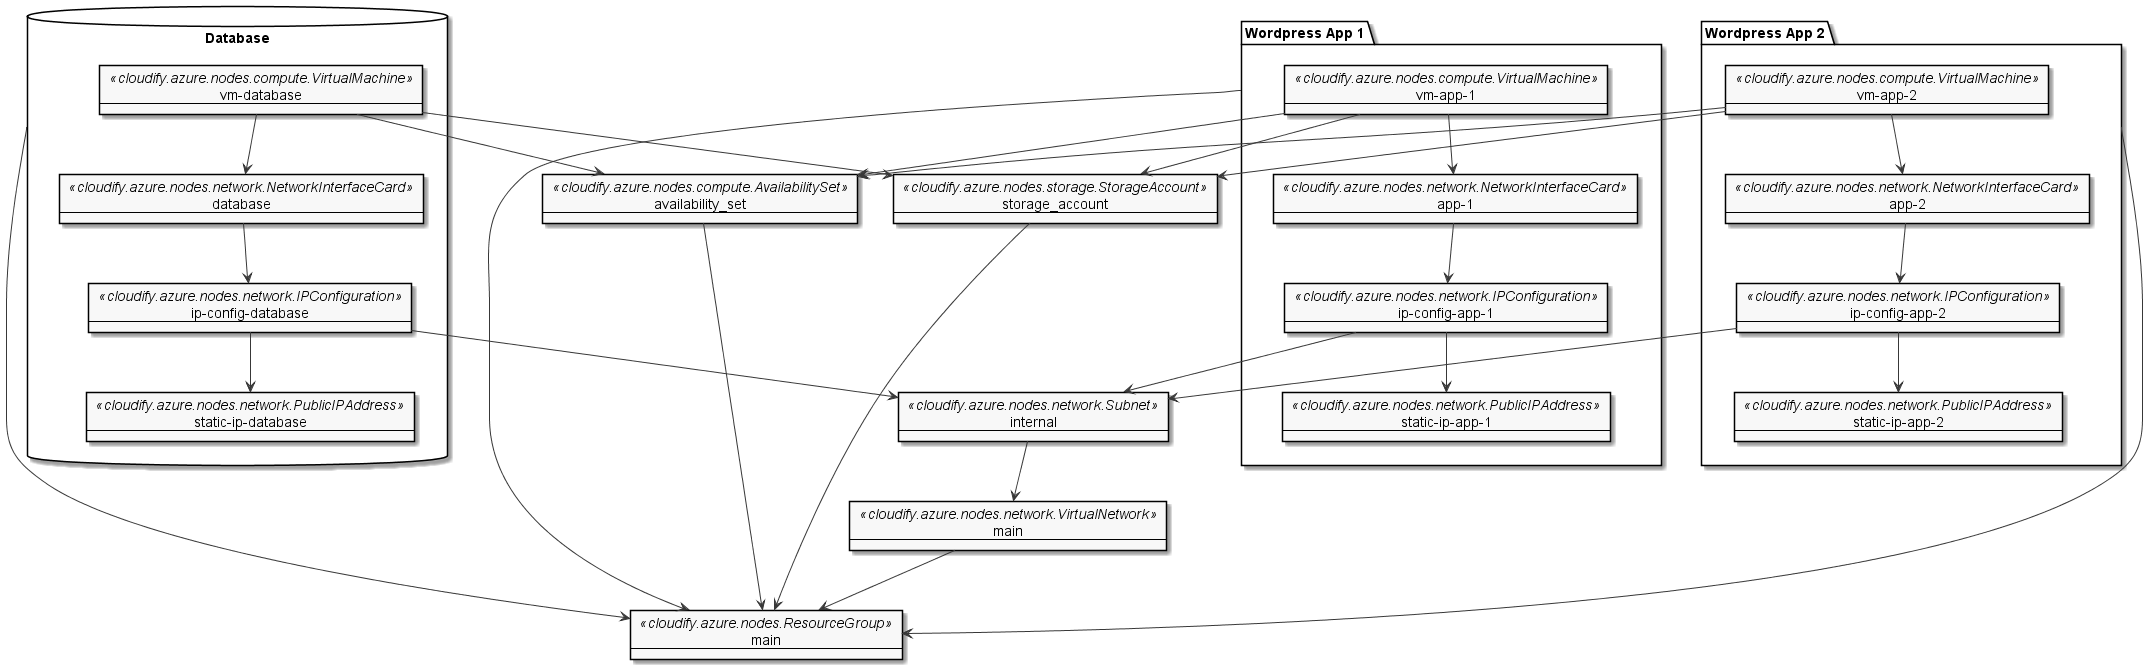 Database
«cloudify.azure.nodes.compute.VirtualMachine»
vm-database
«cloudify.azure.nodes.network.NetworkInterfaceCard»
database
«cloudify.azure.nodes.network.IPConfiguration»
ip-config-database
«cloudify.azure.nodes.network.PublicIPAddress»
static-ip-database
«cloudify.azure.nodes.compute.AvailabilitySet»
availability_set
«cloudify.azure.nodes.storage.StorageAccount»
storage_account
Wordpress App 1
«cloudify.azure.nodes.compute.VirtualMachine»
vm-app-1
«cloudify.azure.nodes.network.NetworkInterfaceCard»
app-1
«cloudify.azure.nodes.network.IPConfiguration»
ip-config-app-1
«cloudify.azure.nodes.network.PublicIPAddress»
static-ip-app-1
Wordpress App 2
«cloudify.azure.nodes.compute.VirtualMachine»
vm-app-2
«cloudify.azure.nodes.network.NetworkInterfaceCard»
app-2
«cloudify.azure.nodes.network.IPConfiguration»
ip-config-app-2
«cloudify.azure.nodes.network.PublicIPAddress»
static-ip-app-2
«cloudify.azure.nodes.network.Subnet»
internal
«cloudify.azure.nodes.network.VirtualNetwork»
main
«cloudify.azure.nodes.ResourceGroup»
main